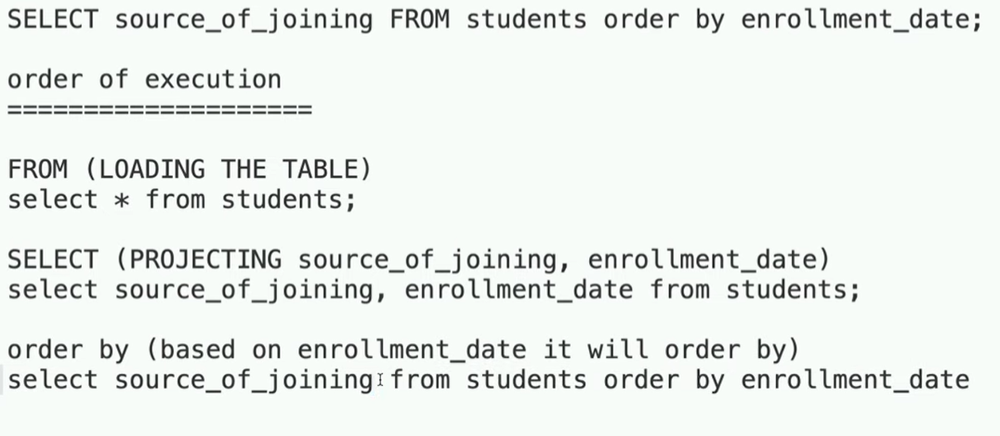 SELECT source_of_joining FROM students order by enrollment_date;
order of execution
====================
FROM (LOADING THE TABLE)
select * from students;
SELECT (PROJECTING source_of_joining, enrollment_date)
select source_of_joining, enrollment_date from students;
order by (based on enrollment_date it will order by)
select source_of_joining from students order by enrollment_date